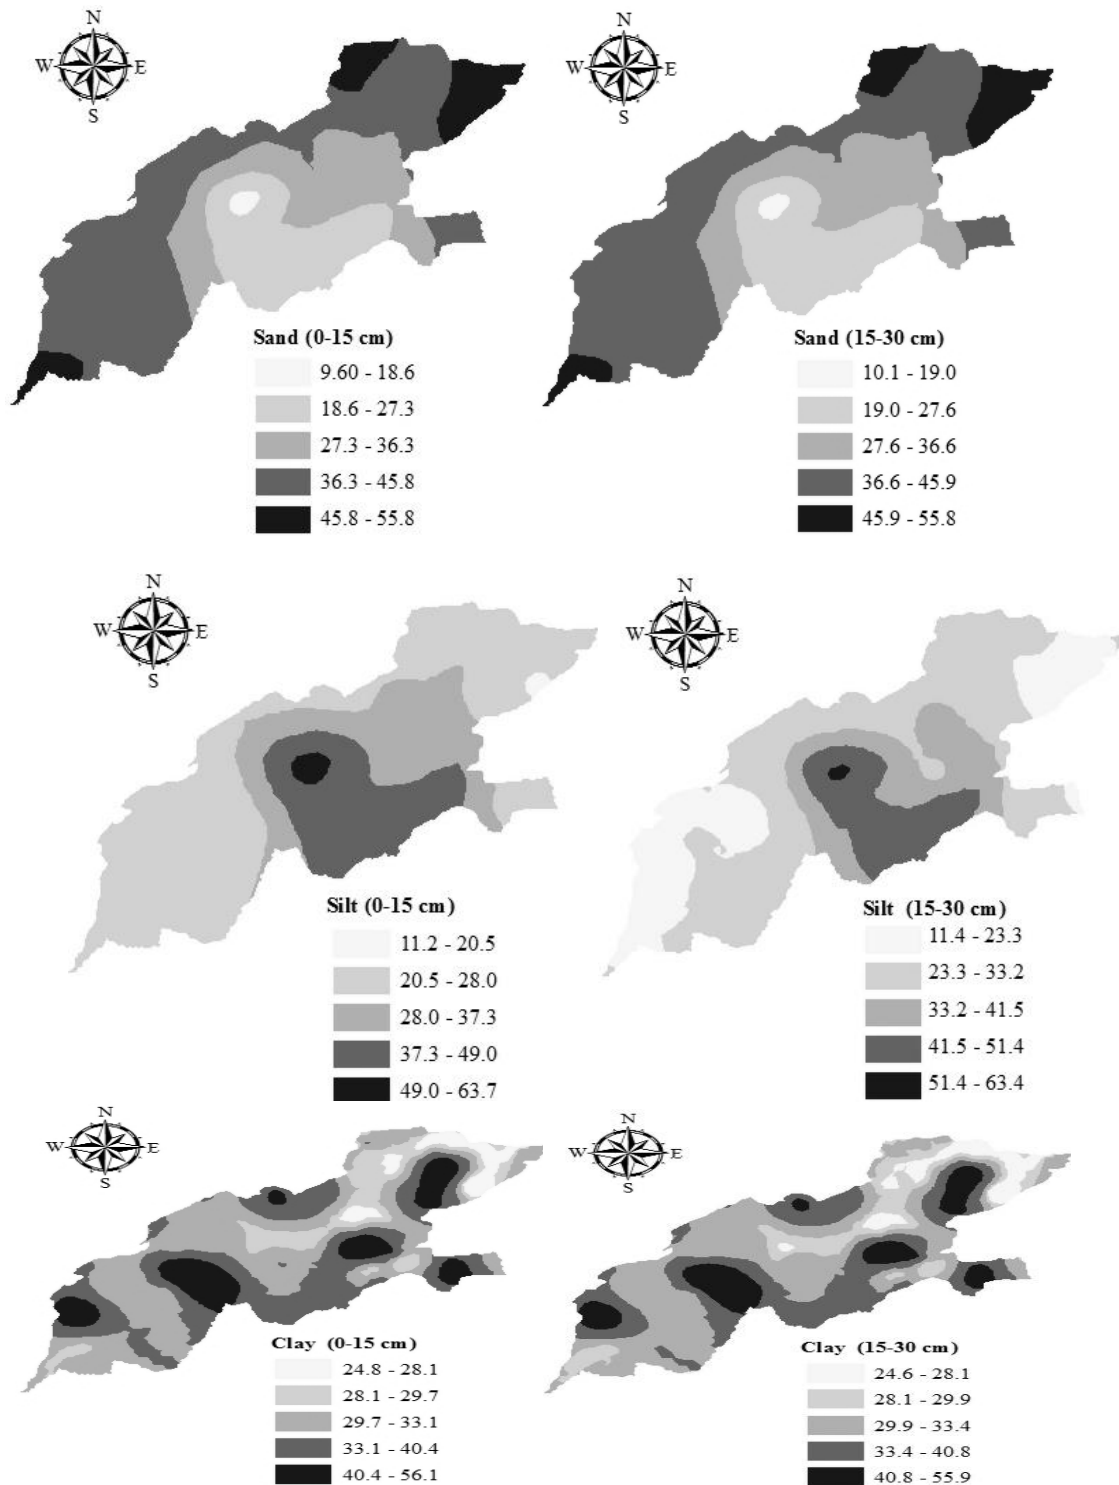 N
W E
S
N
W E
S
Sand (0-15 cm)
9.60 - 18.6
18.6 - 27.3
27.3 - 36.3
36.3 - 45.8
45.8 - 55.8
Sand (15-30 cm)
10.1 - 19.0
19.0 - 27.6
27.6 - 36.6
36.6 - 45.9
45.9 - 55.8
N
W E
S
N
W E
S
Silt (0-15 cm)
11.2 - 20.5
20.5 - 28.0
28.0 - 37.3
37.3 - 49.0
49.0 - 63.7
Silt (15-30 cm)
11.4 - 23.3
23.3 - 33.2
33.2 - 41.5
41.5 - 51.4
51.4 - 63.4
N
W E
S
N
W E
S
Clay (0-15 cm)
24.8 - 28.1
28.1 - 29.7
29.7 - 33.1
33.1 - 40.4
40.4 - 56.1
Clay (15-30 cm)
24.6 - 28.1
28.1 - 29.9
29.9 - 33.4
33.4 - 40.8
40.8 - 55.9